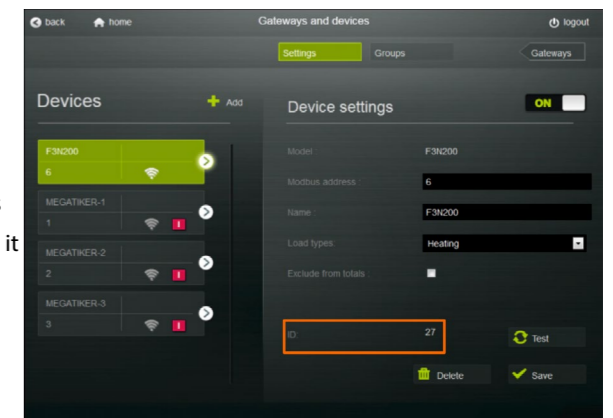 back home Gateways and devices logout
Settings Groups Gateways
Devices Add
Device settings ON
F3N200
6
MEGATIKER-1
1 I
MEGATIKER-2
2 I
MEGATIKER-3
3 I
Model : F3N200
Modbus address : 6
Name : F3N200
Load types: Heating
Exclude from totals :
ID: 27
Test
Delete Save
s
it